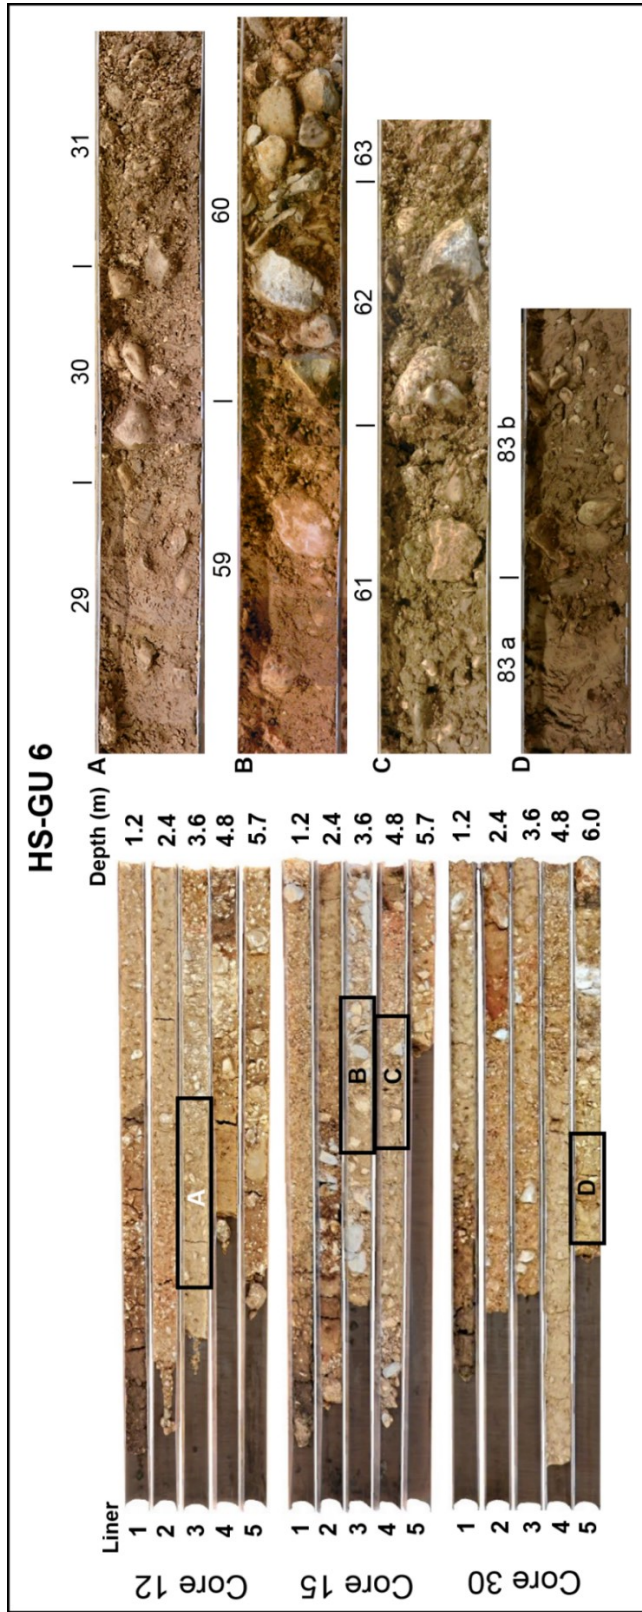 HS-GU 6
Liner
Depth (m)
Core 12
1 1.2
2 2.4
3 A 3.6
4 4.8
5 5.7
Core 15
1 1.2
2 2.4
3 B 3.6
4 C 4.8
5 5.7
Core 30
1 1.2
2 2.4
3 3.6
4 4.8
5 D 6.0
29 30 31
A
59 60
B
61 62 63
C
83 a 83 b
D